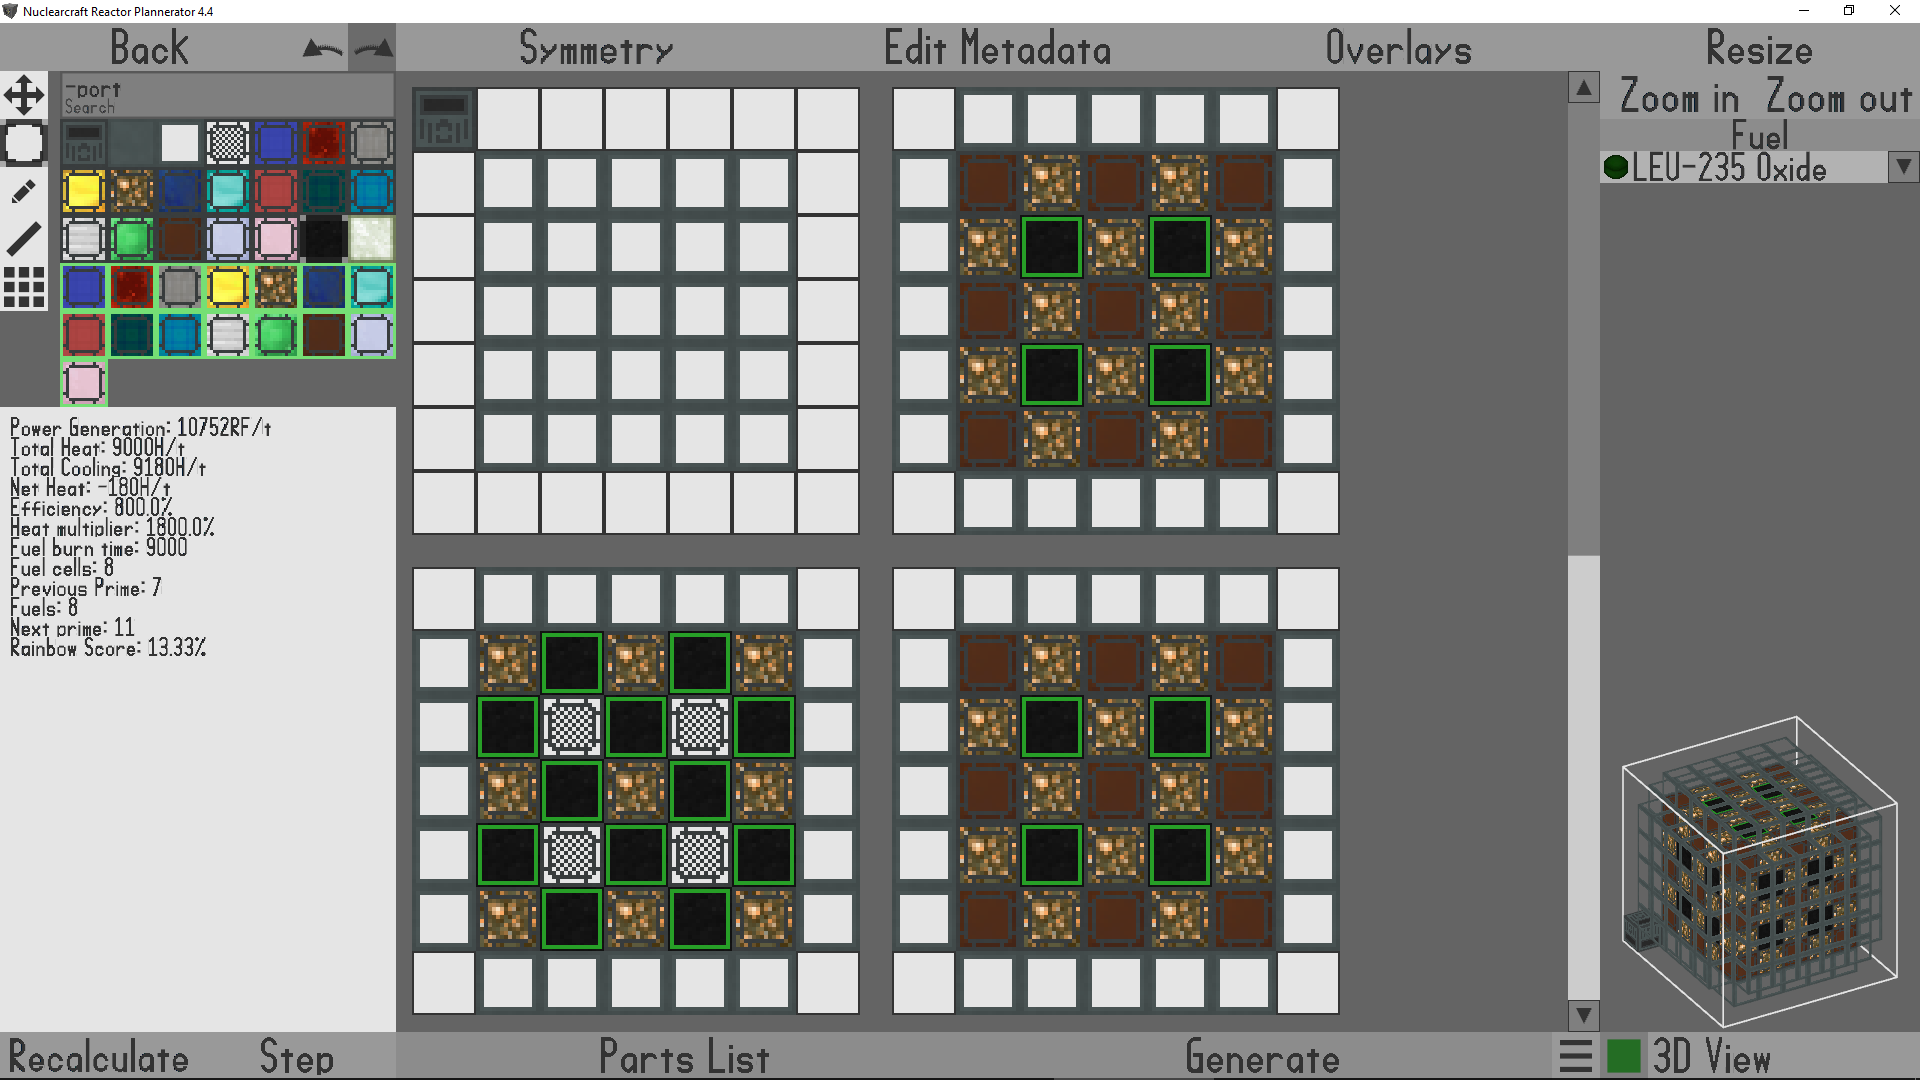 Nuclearcraft Reactor Plannerator 4.4
Back
Symmetry
Edit Metadata
Overlays
Resize
-port
Search
Zoom in
Zoom out
Fuel
LEU-235 Oxide
Power Generation: 10752RF/t
Total Heat: 9000H/t
Total Cooling: 9180H/t
Net Heat: -180H/t
Efficiency: 800.0%
Heat multiplier: 1800.0%
Fuel burn time: 9000
Fuel cells: 8
Previous Prime: 7
Fuels: 8
Next prime: 11
Rainbow Score: 13.33%
Recalculate
Step
Parts List
Generate
3D View